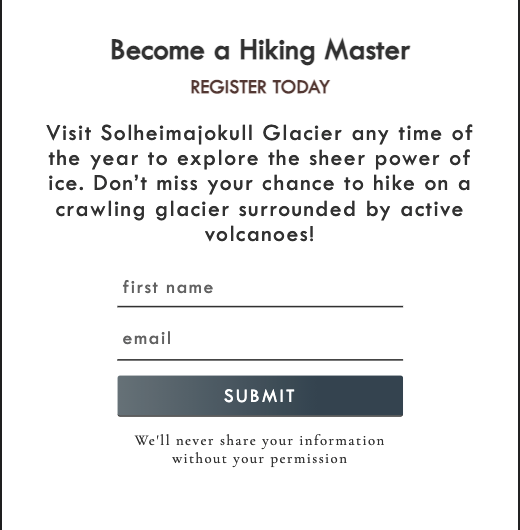 Become a Hiking Master
REGISTER TODAY
Visit Solheimajokull Glacier any time of
the year to explore the sheer power of
ice. Don’t miss your chance to hike on a
crawling glacier surrounded by active
volcanoes!
first name
email
SUBMIT
We'll never share your information
without your permission